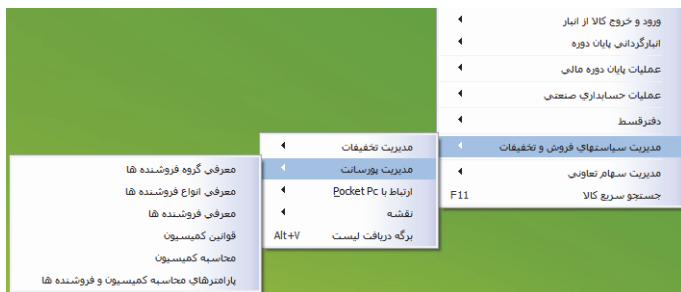 ورود و خروج کالا از انبار
انبارگرداني پايان دوره
عمليات پايان دوره مالي
عمليات حسابداري صنعتي
دفترقسط
مديريت سياستهاي فروش و تخفيفات
مديريت سهام تعاوني
جستجو سريع کالا F11
مديريت تخفيفات
مديريت پورسانت
ارتباط با Pocket Pc
نقشه
برگه دريافت ليست Alt+V
معرفي گروه فروشنده ها
معرفي انواع فروشنده ها
معرفي فروشنده ها
قوانين کميسيون
محاسبه کميسيون
پارامترهاي محاسبه کميسيون و فروشنده ها